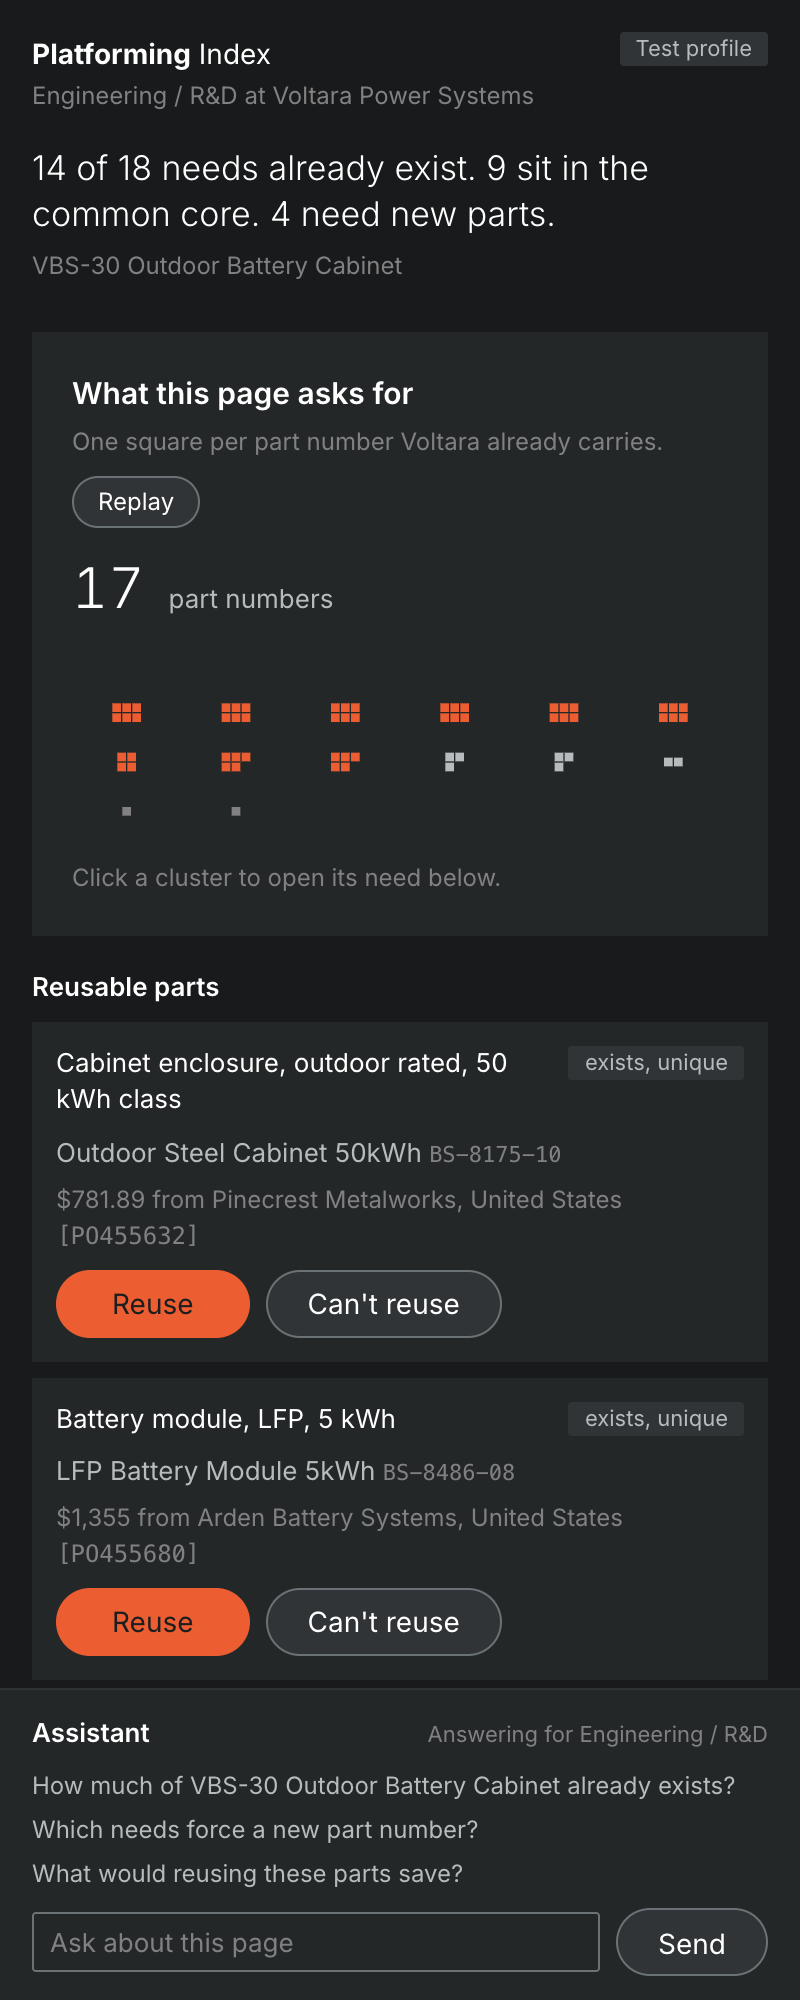 Platforming Index
Test profile
Engineering / R&D at Voltara Power Systems
14 of 18 needs already exist. 9 sit in the
common core. 4 need new parts.
VBS-30 Outdoor Battery Cabinet
What this page asks for
One square per part number Voltara already carries.
Replay
17 part numbers
Click a cluster to open its need below.
Reusable parts
Cabinet enclosure, outdoor rated, 50
kWh class
exists, unique
Outdoor Steel Cabinet 50kWh BS-8175-10
$781.89 from Pinecrest Metalworks, United States
[PO455632]
Reuse
Can't reuse
Battery module, LFP, 5 kWh
exists, unique
LFP Battery Module 5kWh BS-8486-08
$1,355 from Arden Battery Systems, United States
[PO455680]
Reuse
Can't reuse
Assistant
Answering for Engineering / R&D
How much of VBS-30 Outdoor Battery Cabinet already exists?
Which needs force a new part number?
What would reusing these parts save?
Ask about this page
Send